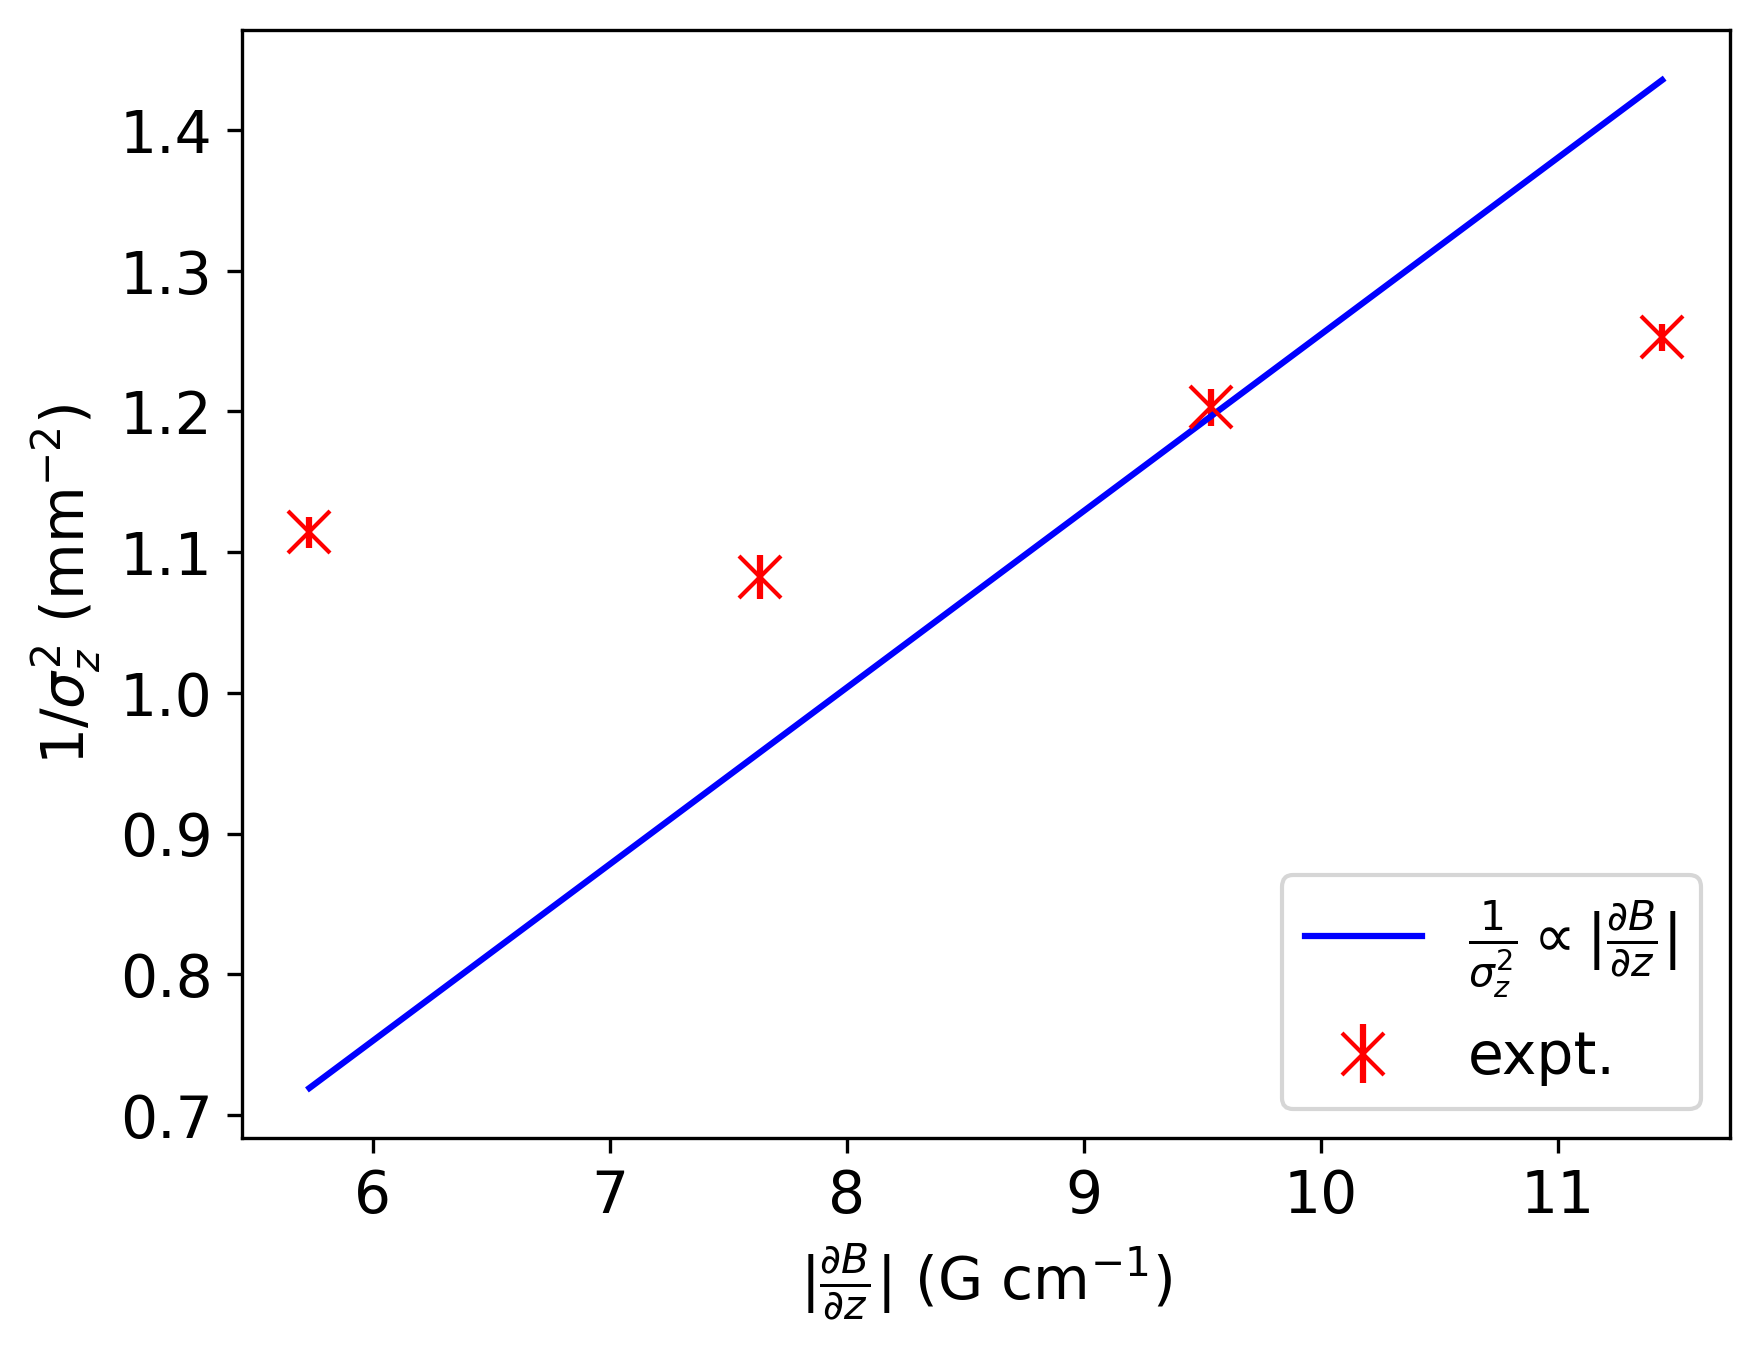 1.4
1.3
1.2
1.1
1.0
0.9
0.8
0.7
1/σ_z^2 (mm^−2)
6 7 8 9 10 11
|∂B/∂z| (G cm^−1)
1/σ_z^2 ∝ |∂B/∂z|
expt.